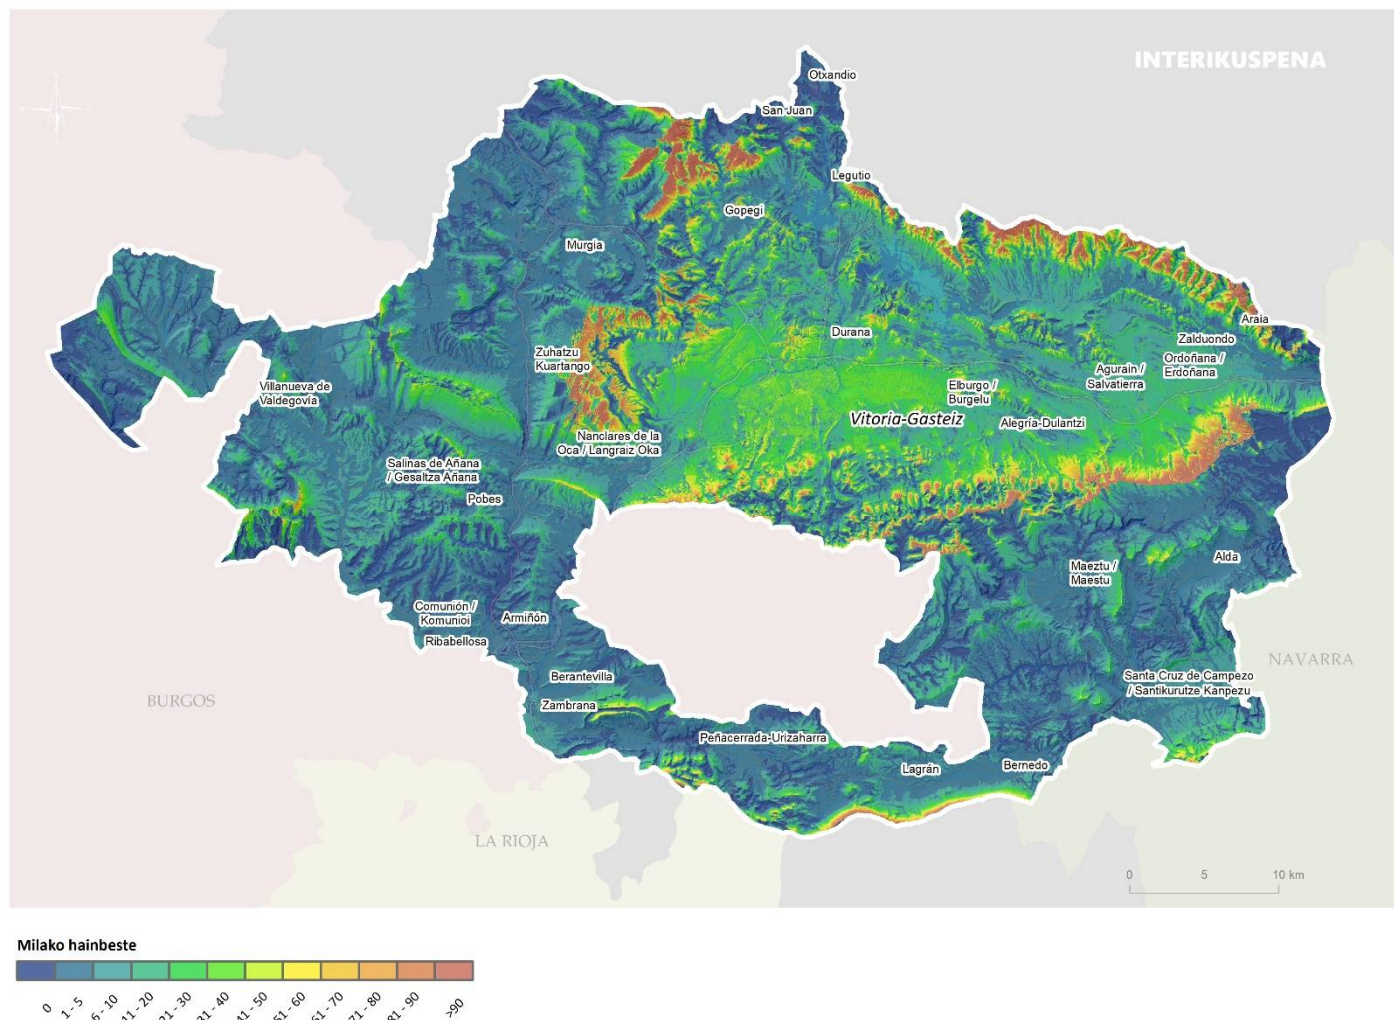 INTERIKUSPENA
Otxandio
San Juan
Legutio
Gopegi
Murgia
Araia
Durana
Zalduondo
Zuhatzu
Kuartango
Ordoñana /
Erdoñana
Agurain /
Salvatierra
Villanueva de
Valdegovía
Elburgo /
Burgelu
Vitoria-Gasteiz
Alegría-Dulantzi
Nanclares de la
Oca / Langraiz Oka
Salinas de Añana
/ Gesaltza Añana
Pobes
Alda
Maeztu /
Maestu
Comunión /
Komunioi
Armiñón
Ribabellosa
NAVARRA
Berantevilla
Santa Cruz de Campezo
/ Santikurutze Kanpezu
BURGOS
Zambrana
Peñacerrada-Urizaharra
Lagrán
Bernedo
LA RIOJA
0 5 10 km
Milako hainbeste
0
1 - 5
6 - 10
11 - 20
21 - 30
31 - 40
41 - 50
51 - 60
61 - 70
71 - 80
81 - 90
>90